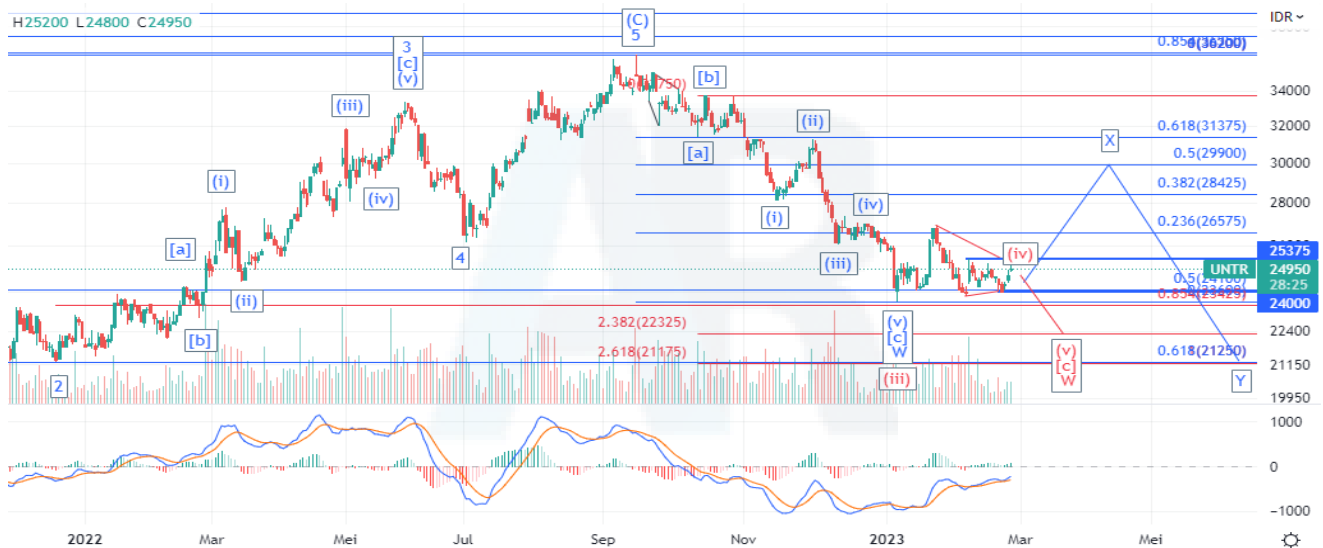 H25200 L24800 C24950
IDR
(C)
5
3
[c]
(v)
[b]
34000
(iii)
(ii)
32000
0.618(31375)
[a]
X
0.5(29900)
30000
(i)
(iv)
0.382(28425)
28000
(i)
(iv)
0.236(26575)
[a]
4
(iii)
(iv)
25375
UNTR
24950
28:25
(ii)
0.5(24100)
0.854(23425)
24000
[b]
2.382(22325)
(v)
[c]
W
22400
2.618(21175)
0.618(21250)
21150
2
(iii)
(v)
[c]
W
Y
19950
1000
0
-1000
2022
Mar
Mei
Jul
Sep
Nov
2023
Mar
Mei